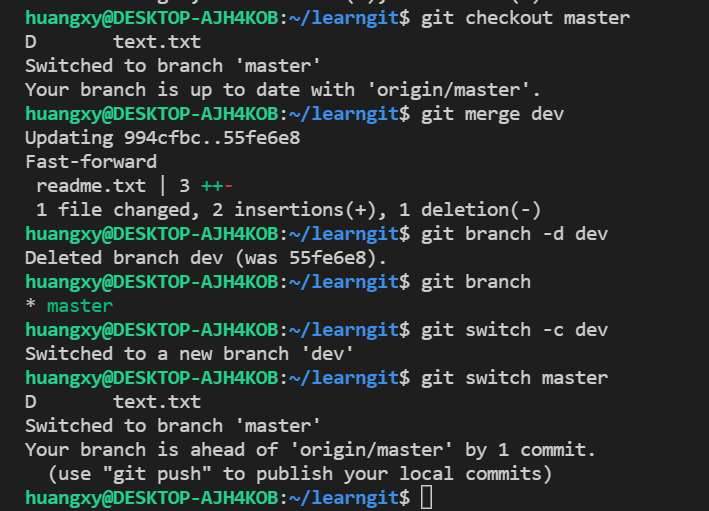 huangxy@DESKTOP-AJH4KOB:~/learngit$ git checkout master
D       text.txt
Switched to branch 'master'
Your branch is up to date with 'origin/master'.
huangxy@DESKTOP-AJH4KOB:~/learngit$ git merge dev
Updating 994cfbc..55fe6e8
Fast-forward
 readme.txt | 3 ++-
 1 file changed, 2 insertions(+), 1 deletion(-)
huangxy@DESKTOP-AJH4KOB:~/learngit$ git branch -d dev
Deleted branch dev (was 55fe6e8).
huangxy@DESKTOP-AJH4KOB:~/learngit$ git branch
* master
huangxy@DESKTOP-AJH4KOB:~/learngit$ git switch -c dev
Switched to a new branch 'dev'
huangxy@DESKTOP-AJH4KOB:~/learngit$ git switch master
D       text.txt
Switched to branch 'master'
Your branch is ahead of 'origin/master' by 1 commit.
  (use "git push" to publish your local commits)
huangxy@DESKTOP-AJH4KOB:~/learngit$